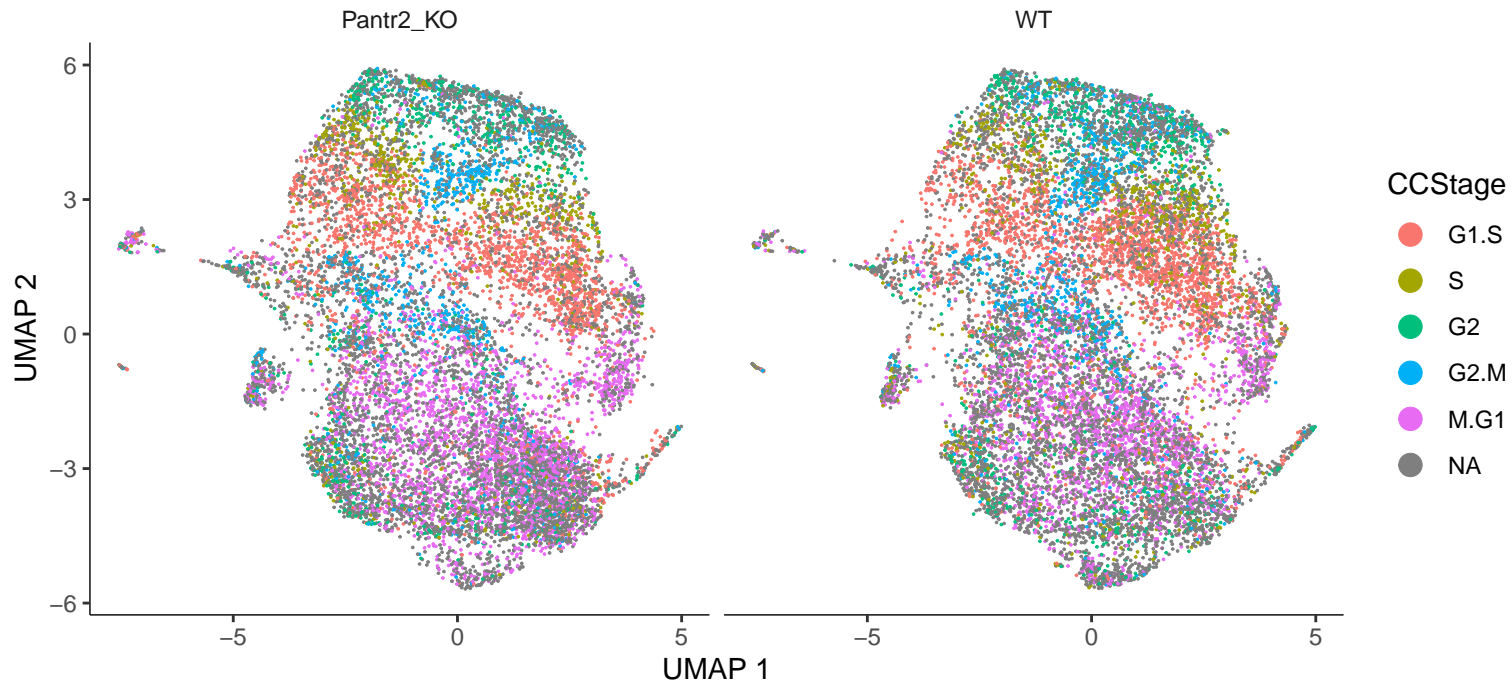 Pantr2_KO
WT
UMAP 2
6
3
0
−3
−6
−5
0
5
−5
0
5
UMAP 1
CCStage
G1.S
S
G2
G2.M
M.G1
NA